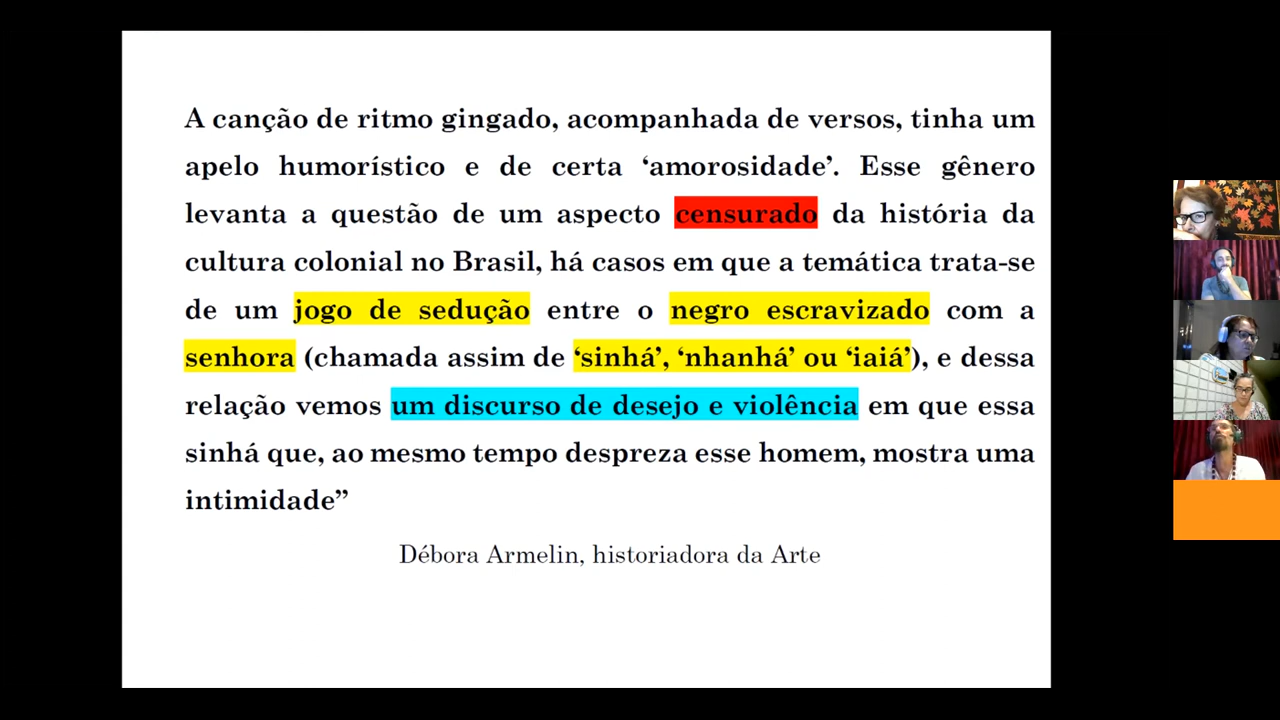 A canção de ritmo gingado, acompanhada de versos, tinha um
apelo humorístico e de certa ‘amorosidade’. Esse gênero
levanta a questão de um aspecto censurado da história da
cultura colonial no Brasil, há casos em que a temática trata-se
de um jogo de sedução entre o negro escravizado com a
senhora (chamada assim de ‘sinhá’, ‘nhanhá’ ou ‘iaiá’), e dessa
relação vemos um discurso de desejo e violência em que essa
sinhá que, ao mesmo tempo despreza esse homem, mostra uma
intimidade”
Débora Armelin, historiadora da Arte